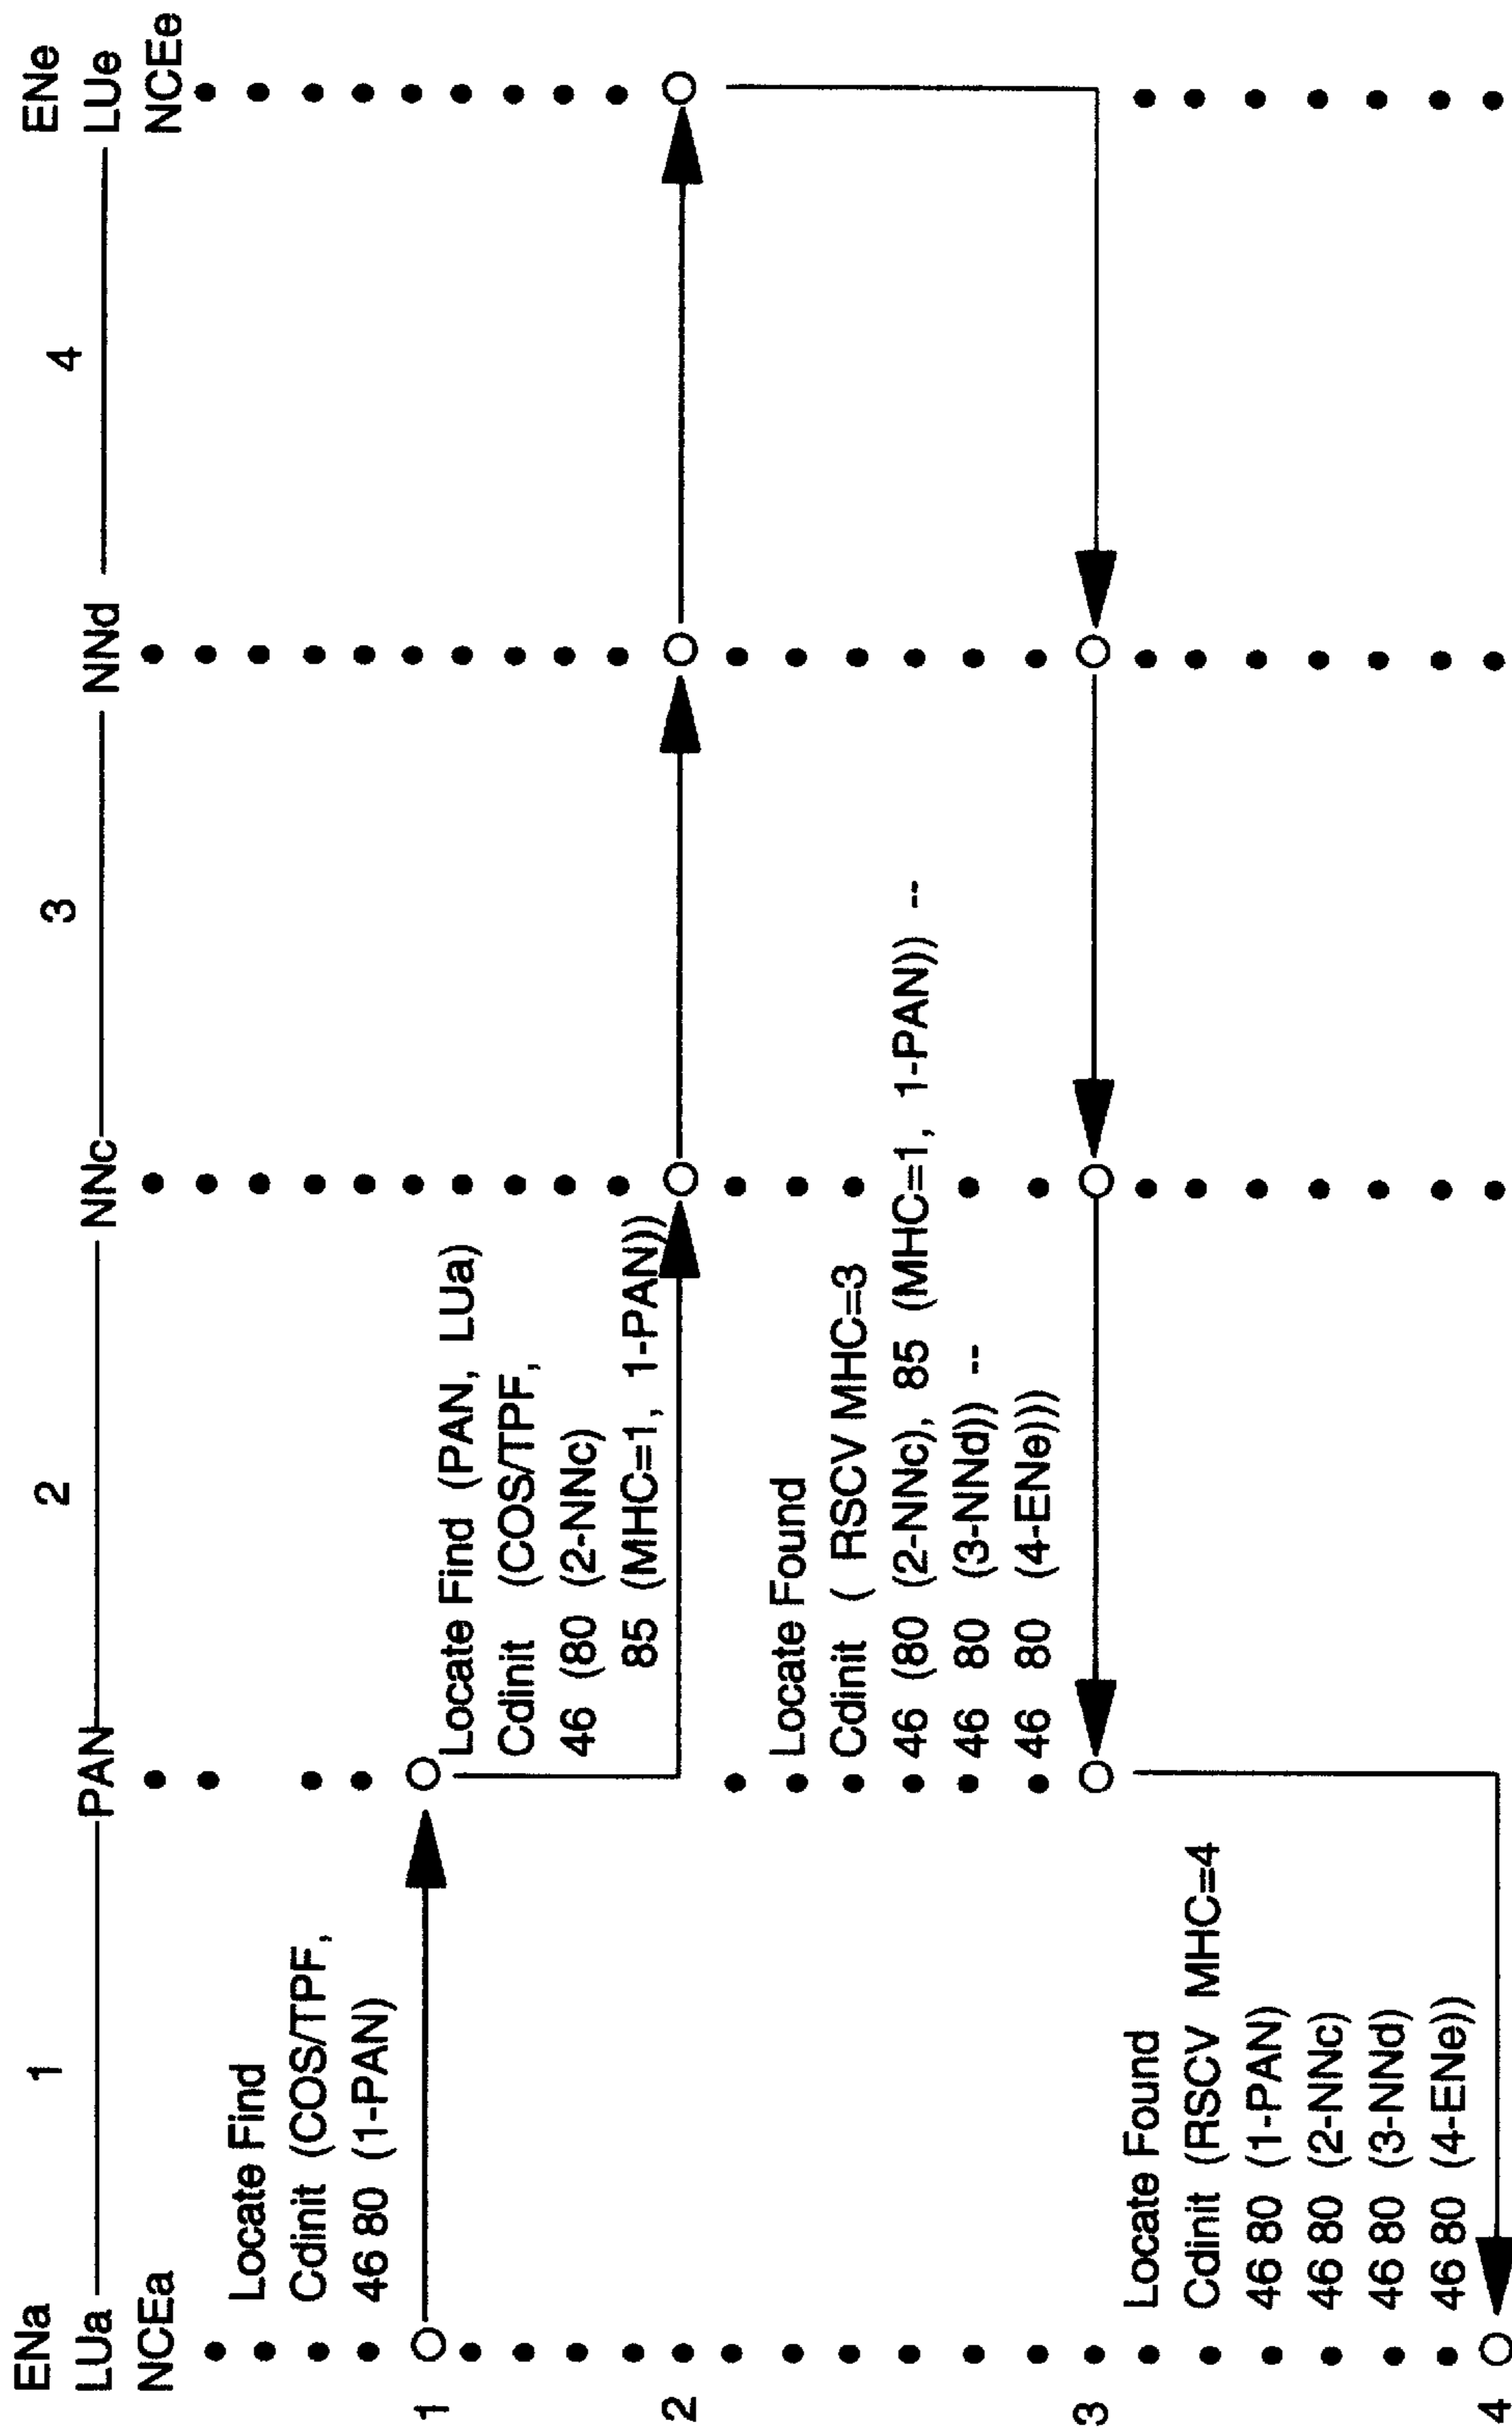 ENa
LUa
NCEa
1
PAN
2
NNc
3
NNd
4
ENe
LUe
NCEe
Locate Find
Cdinit (COS/TPF,
46 80 (1-PAN)
1
Locate Find (PAN, LUa)
Cdinit (COS/TPF,
46 (80 (2-NNc)
85 (MHC=1, 1-PAN))
2
Locate Found
Cdinit ( RSCV MHC=3
46 (80 (2-NNc), 85 (MHC=1, 1-PAN)) --
46 80 (3-NNd)) --
46 80 (4-ENe)))
3
Locate Found
Cdinit (RSCV MHC=4
46 80 (1-PAN)
46 80 (2-NNc)
46 80 (3-NNd)
46 80 (4-ENe))
4